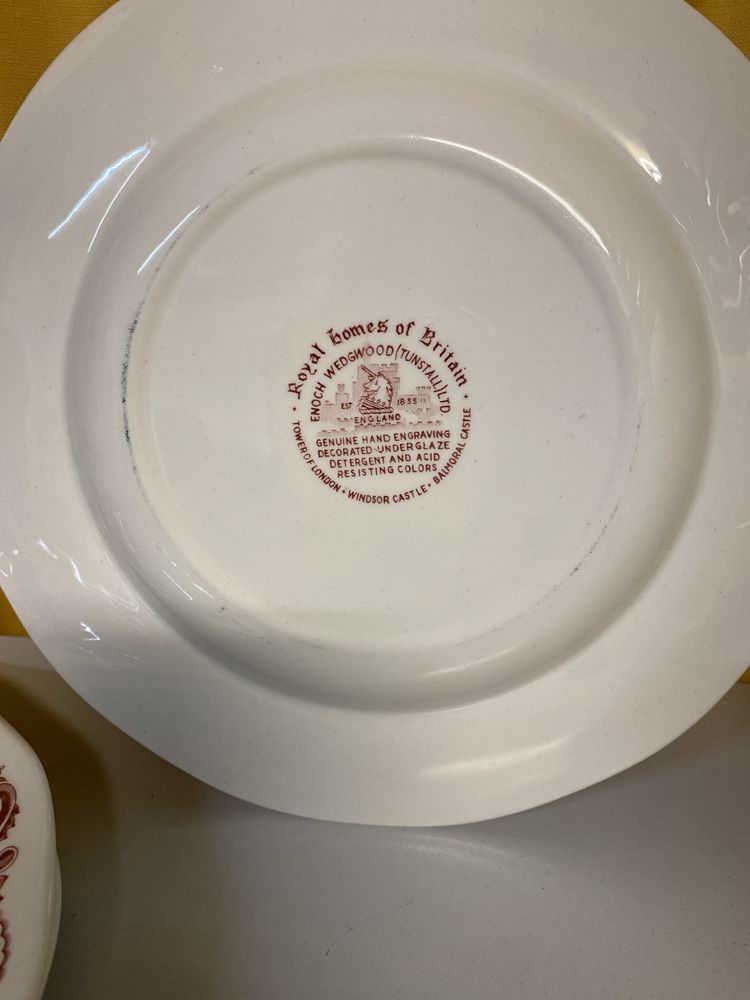 Royal Homes of Britain
ENOCH WEDGWOOD (TUNSTALL) LTD
EST 1835
ENGLAND
GENUINE HAND ENGRAVING
DECORATED UNDERGLAZE
DETERGENT AND ACID
RESISTING COLORS
TOWER OF LONDON • WINDSOR CASTLE • BALMORAL CASTLE